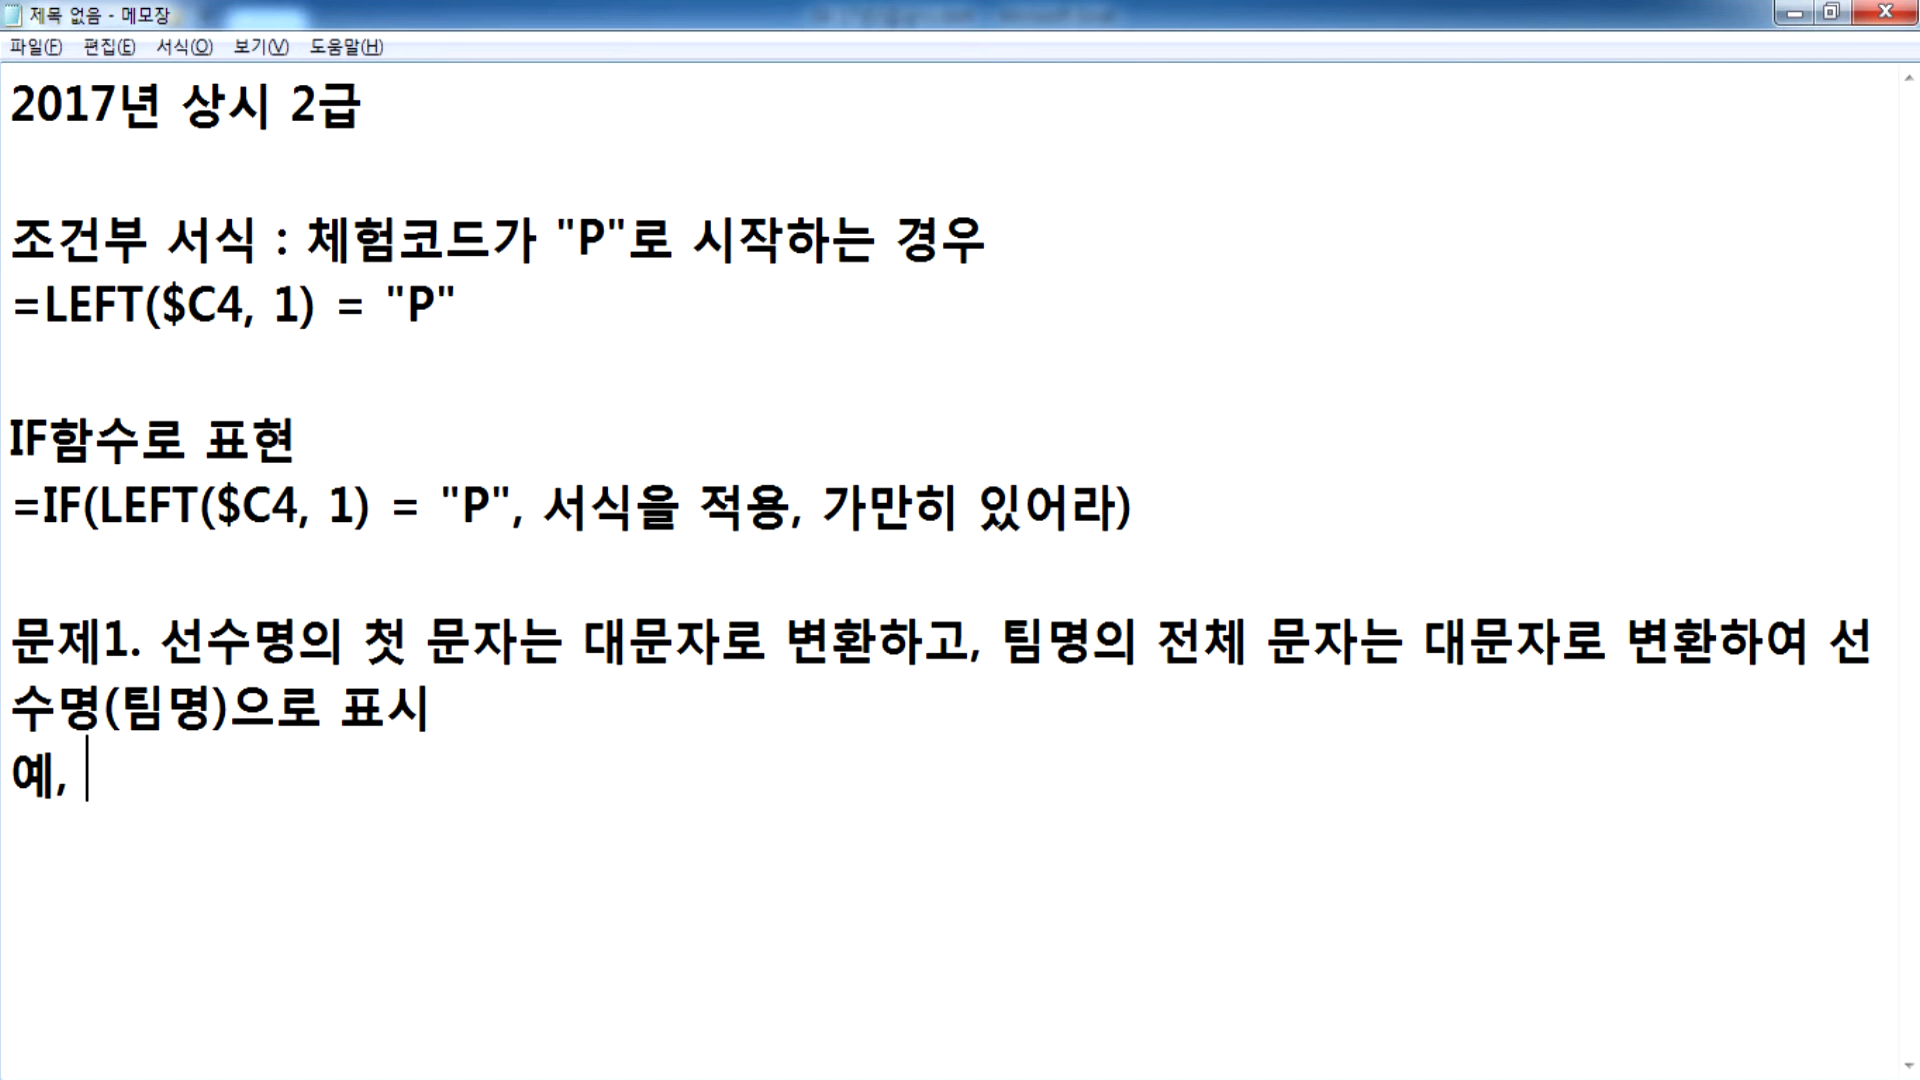 제목 없음 - 메모장
파일(F) 편집(E) 서식(O) 보기(V) 도움말(H)
2017년 상시 2급
조건부 서식 : 체험코드가 "P"로 시작하는 경우
=LEFT($C4, 1) = "P"
IF함수로 표현
=IF(LEFT($C4, 1) = "P", 서식을 적용, 가만히 있어라)
문제1. 선수명의 첫 문자는 대문자로 변환하고, 팀명의 전체 문자는 대문자로 변환하여 선
수명(팀명)으로 표시
예,